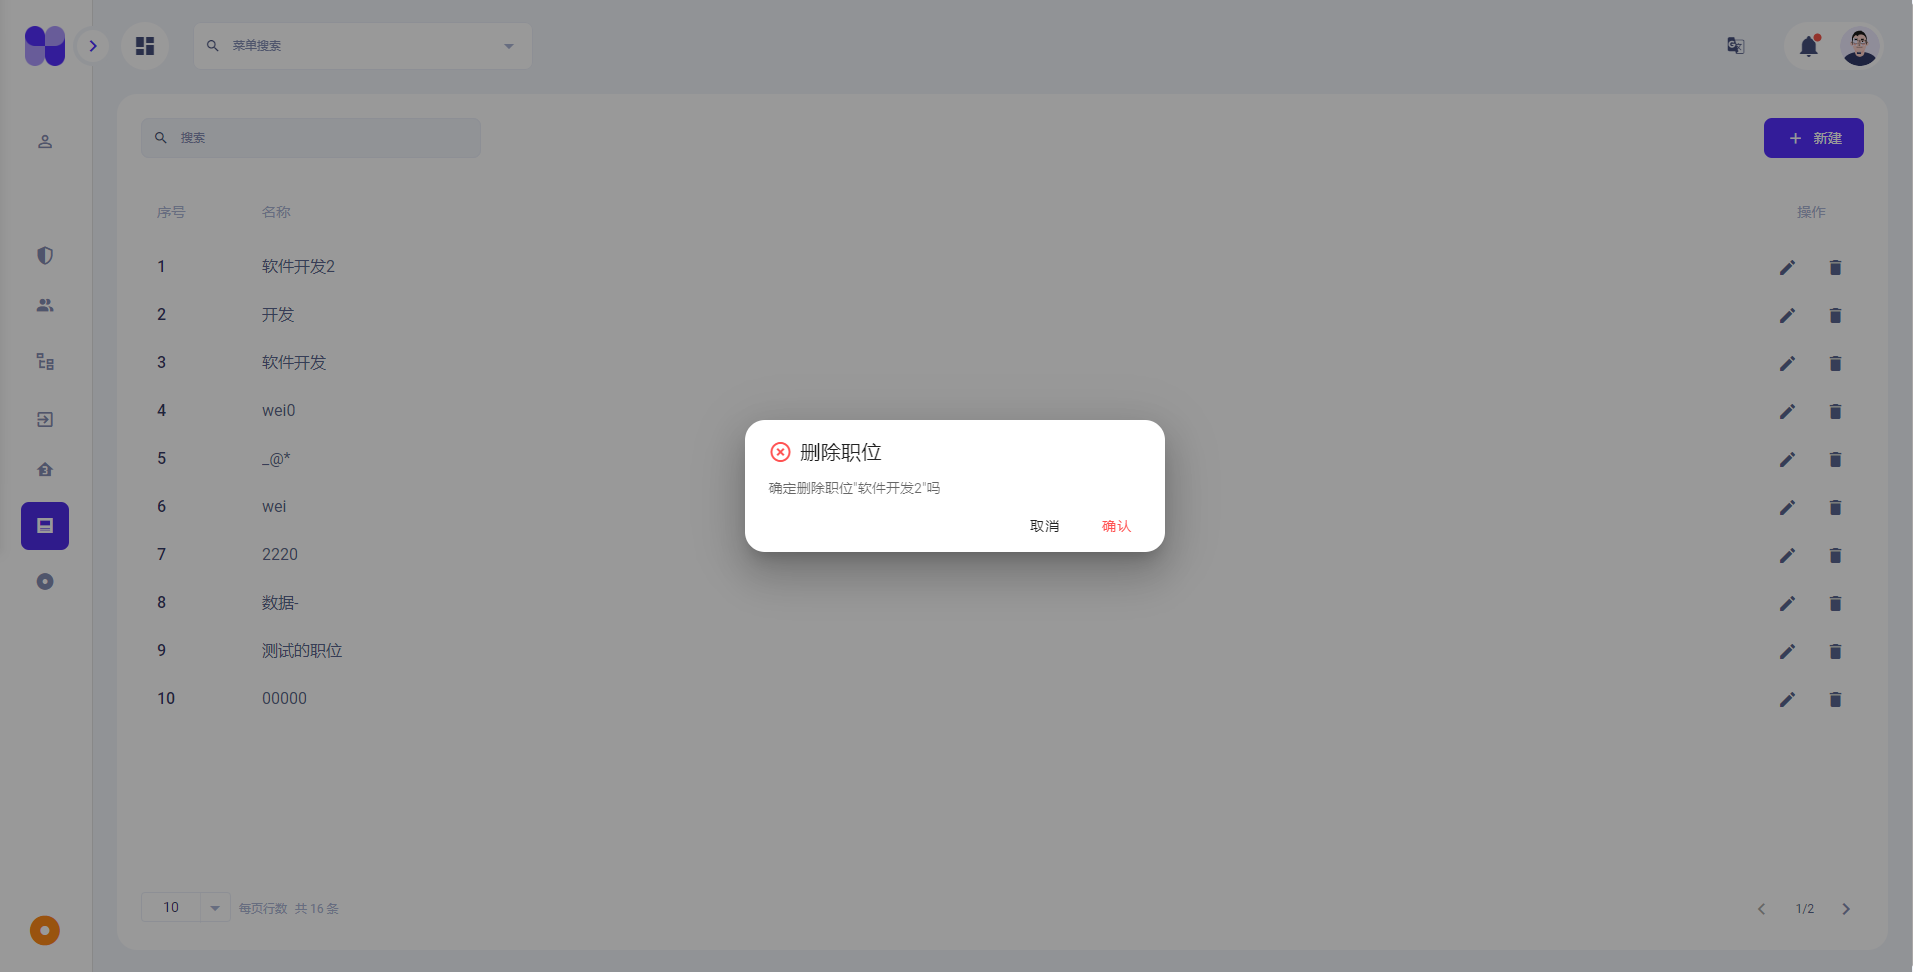 菜单搜索
搜索
新建
序号 名称 操作
1 软件开发2
2 开发
3 软件开发
4 wei0
5 _@*
6 wei
7 2220
8 数据-
9 测试的职位
10 00000
删除职位
确定删除职位"软件开发2"吗
取消 确认
10 每页行数 共 16 条 1/2